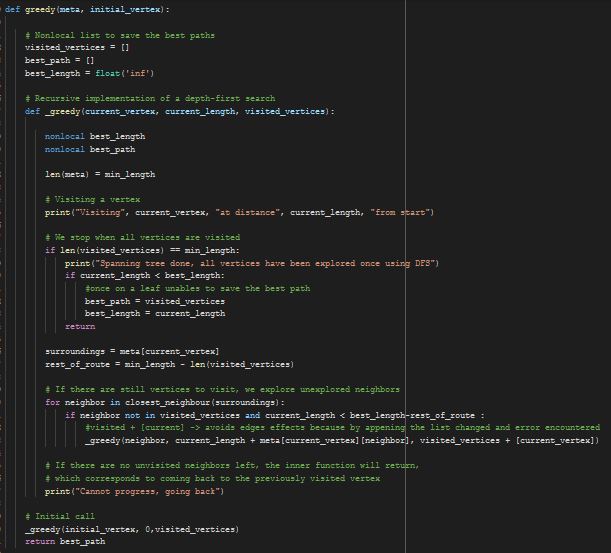 def greedy(meta, initial_vertex):
# Nonlocal list to save the best paths
visited_vertices = []
best_path = []
best_length = float('inf')
# Recursive implementation of a depth-first search
def _greedy(current_vertex, current_length, visited_vertices):
nonlocal best_length
nonlocal best_path
len(meta) = min_length
# Visiting a vertex
print("Visiting", current_vertex, "at distance", current_length, "from start")
# We stop when all vertices are visited
if len(visited_vertices) == min_length:
print("Spanning tree done, all vertices have been explored once using DFS")
if current_length < best_length:
#once on a leaf unables to save the best path
best_path = visited_vertices
best_length = current_length
return
surroundings = meta[current_vertex]
rest_of_route = min_length - len(visited_vertices)
# If there are still vertices to visit, we explore unexplored neighbors
for neighbor in closest_neighbour(surroundings):
if neighbor not in visited_vertices and current_length < best_length-rest_of_route :
#visited + [current] -> avoids edges effects because by appening the list changed and error encountered
_greedy(neighbor, current_length + meta[current_vertex][neighbor], visited_vertices + [current_vertex])
# If there are no unvisited neighbors left, the inner function will return,
# which corresponds to coming back to the previously visited vertex
print("Cannot progress, going back")
# Initial call
_greedy(initial_vertex, 0,visited_vertices)
return best_path